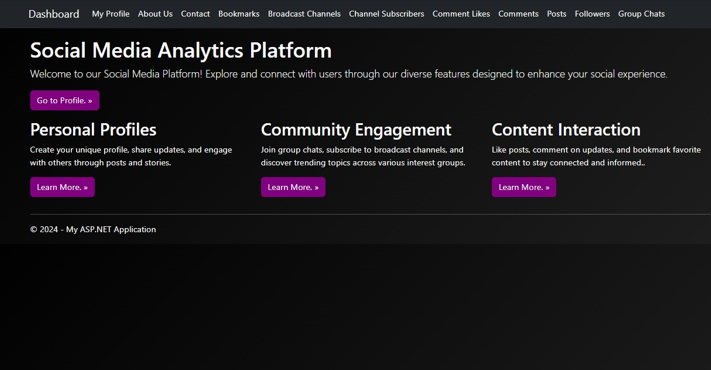 Dashboard My Profile About Us Contact Bookmarks Broadcast Channels Channel Subscribers Comment Likes Comments Posts Followers Group Chats
Social Media Analytics Platform
Welcome to our Social Media Platform! Explore and connect with users through our diverse features designed to enhance your social experience.
Go to Profile. »
Personal Profiles
Create your unique profile, share updates, and engage
with others through posts and stories.
Learn More. »
Community Engagement
Join group chats, subscribe to broadcast channels, and
discover trending topics across various interest groups.
Learn More. »
Content Interaction
Like posts, comment on updates, and bookmark favorite
content to stay connected and informed..
Learn More. »
© 2024 - My ASP.NET Application